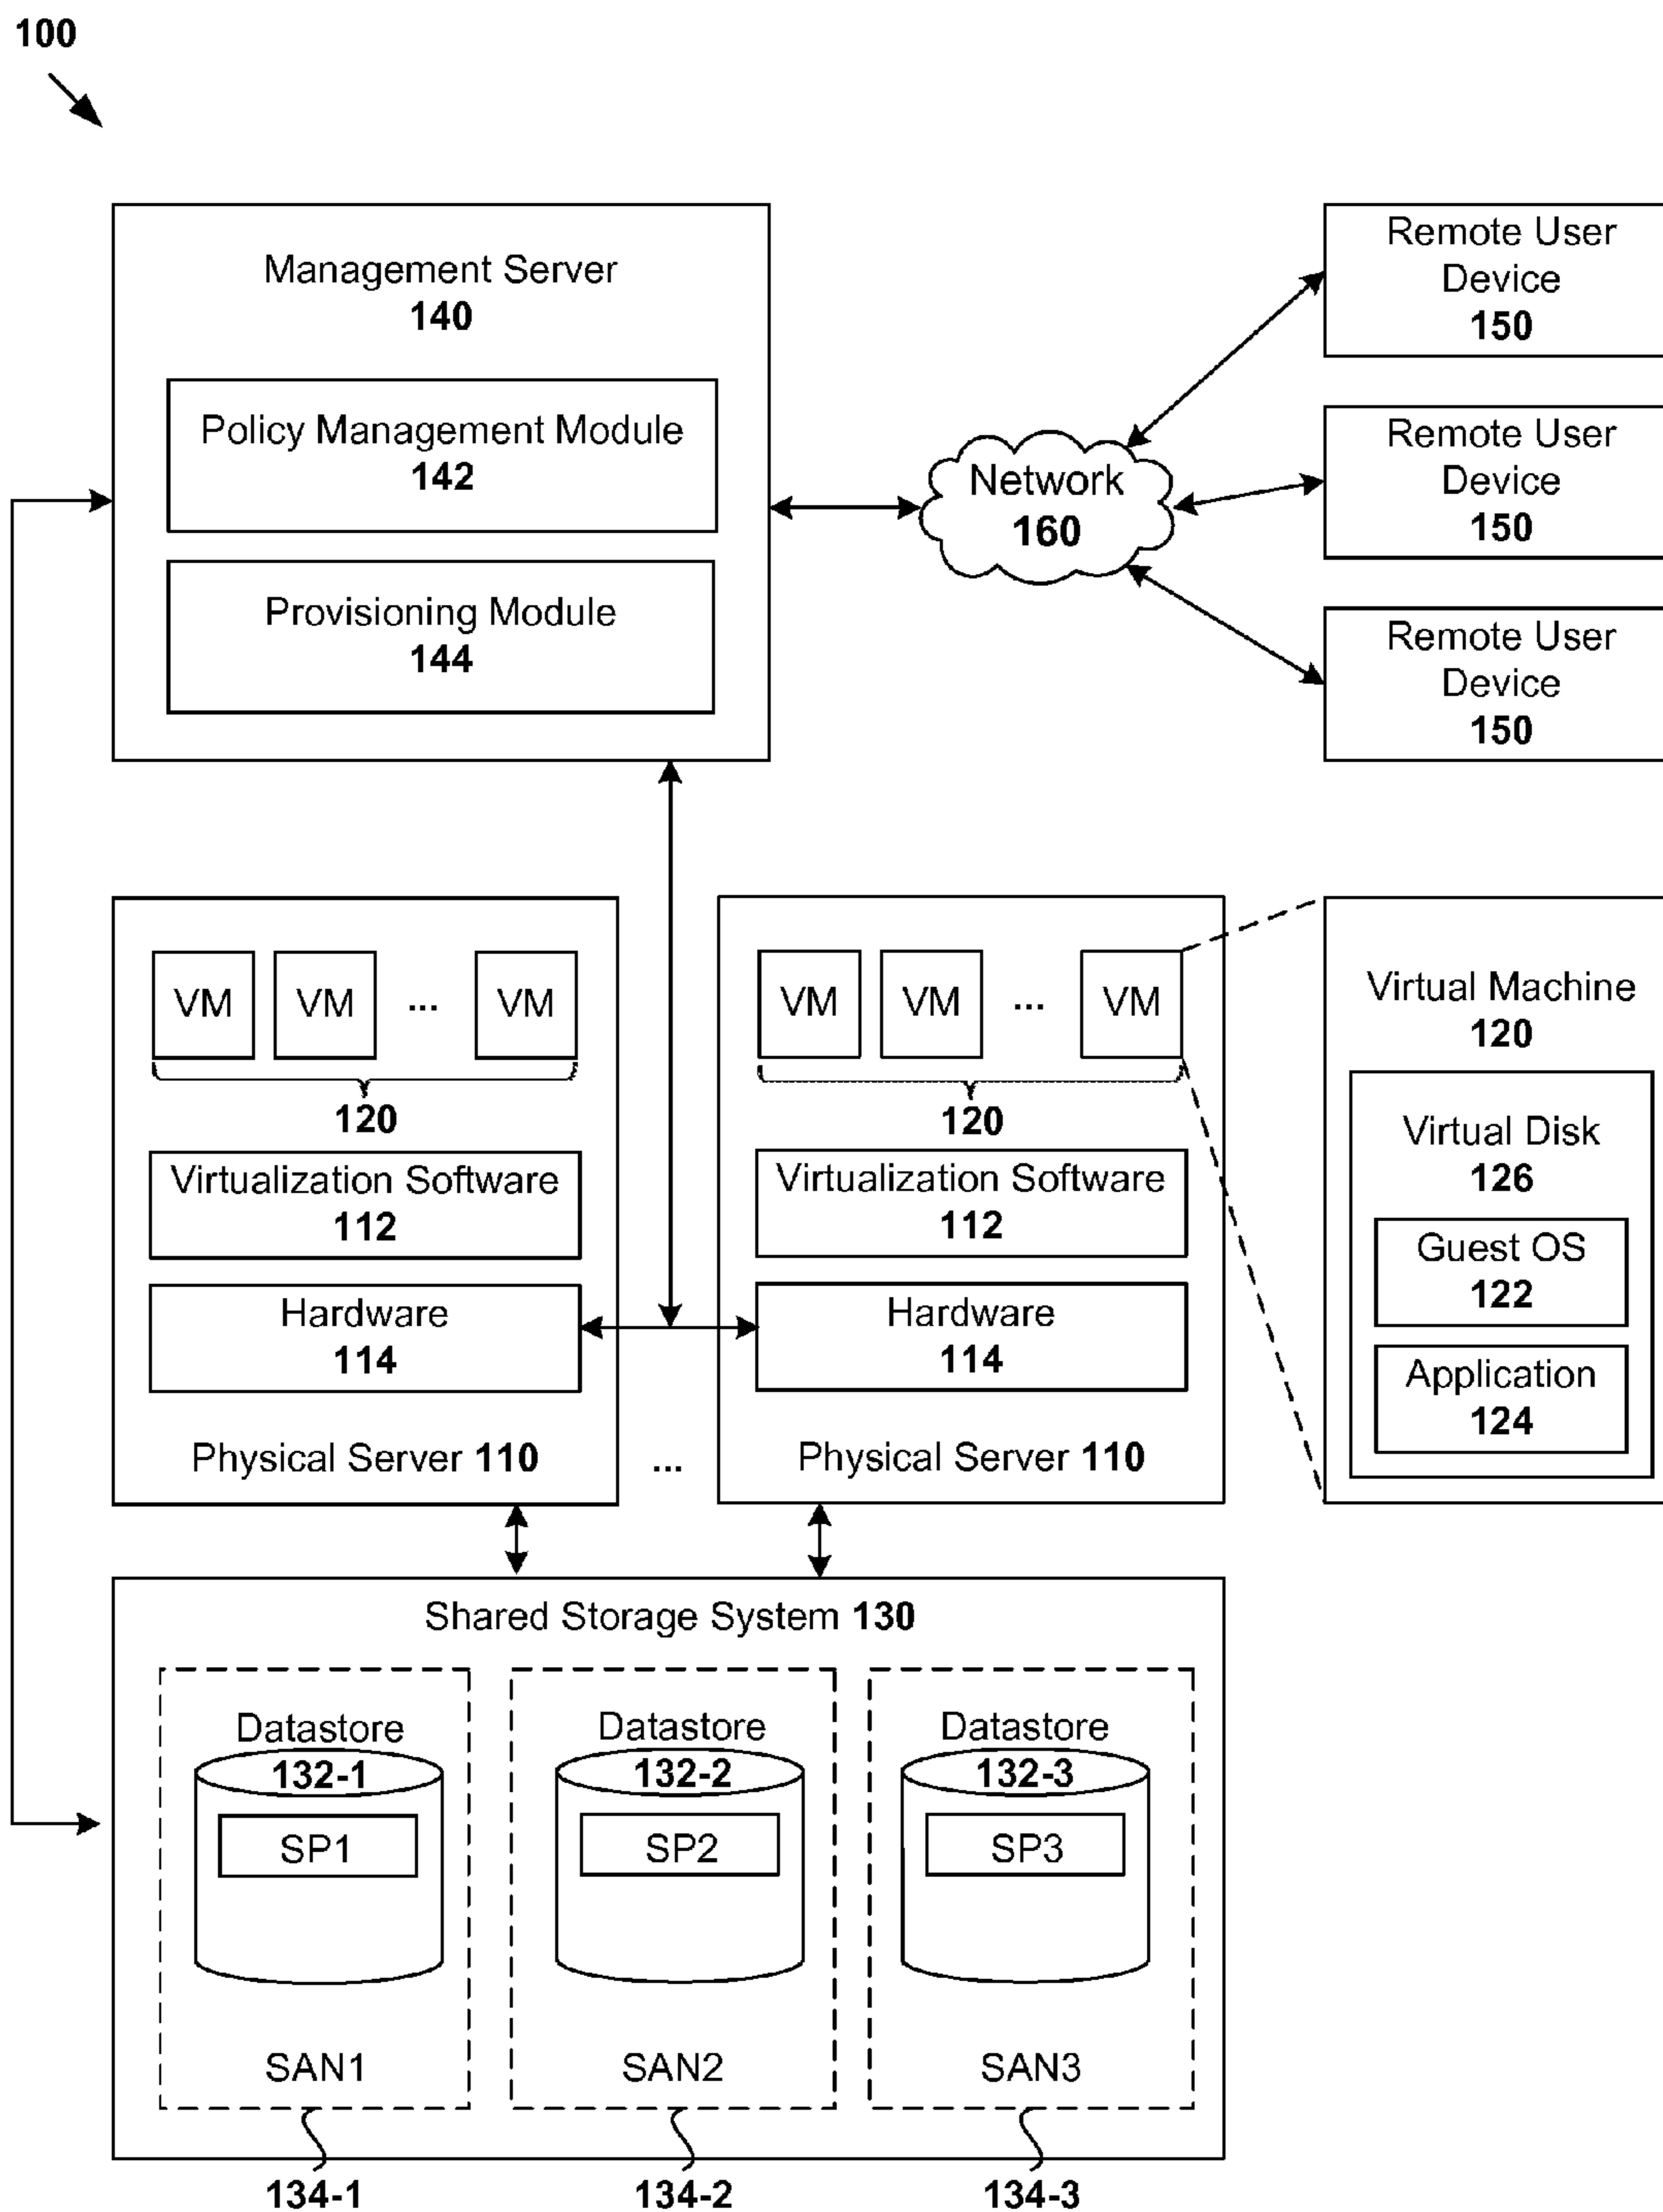 100
Management Server
140
Policy Management Module
142
Provisioning Module
144
Network
160
Remote User
Device
150
Remote User
Device
150
Remote User
Device
150
VM VM ... VM
120
Virtualization Software
112
Hardware
114
Physical Server 110
...
VM VM ... VM
120
Virtualization Software
112
Hardware
114
Physical Server 110
Virtual Machine
120
Virtual Disk
126
Guest OS
122
Application
124
Shared Storage System 130
Datastore
132-1
SP1
SAN1
134-1
Datastore
132-2
SP2
SAN2
134-2
Datastore
132-3
SP3
SAN3
134-3